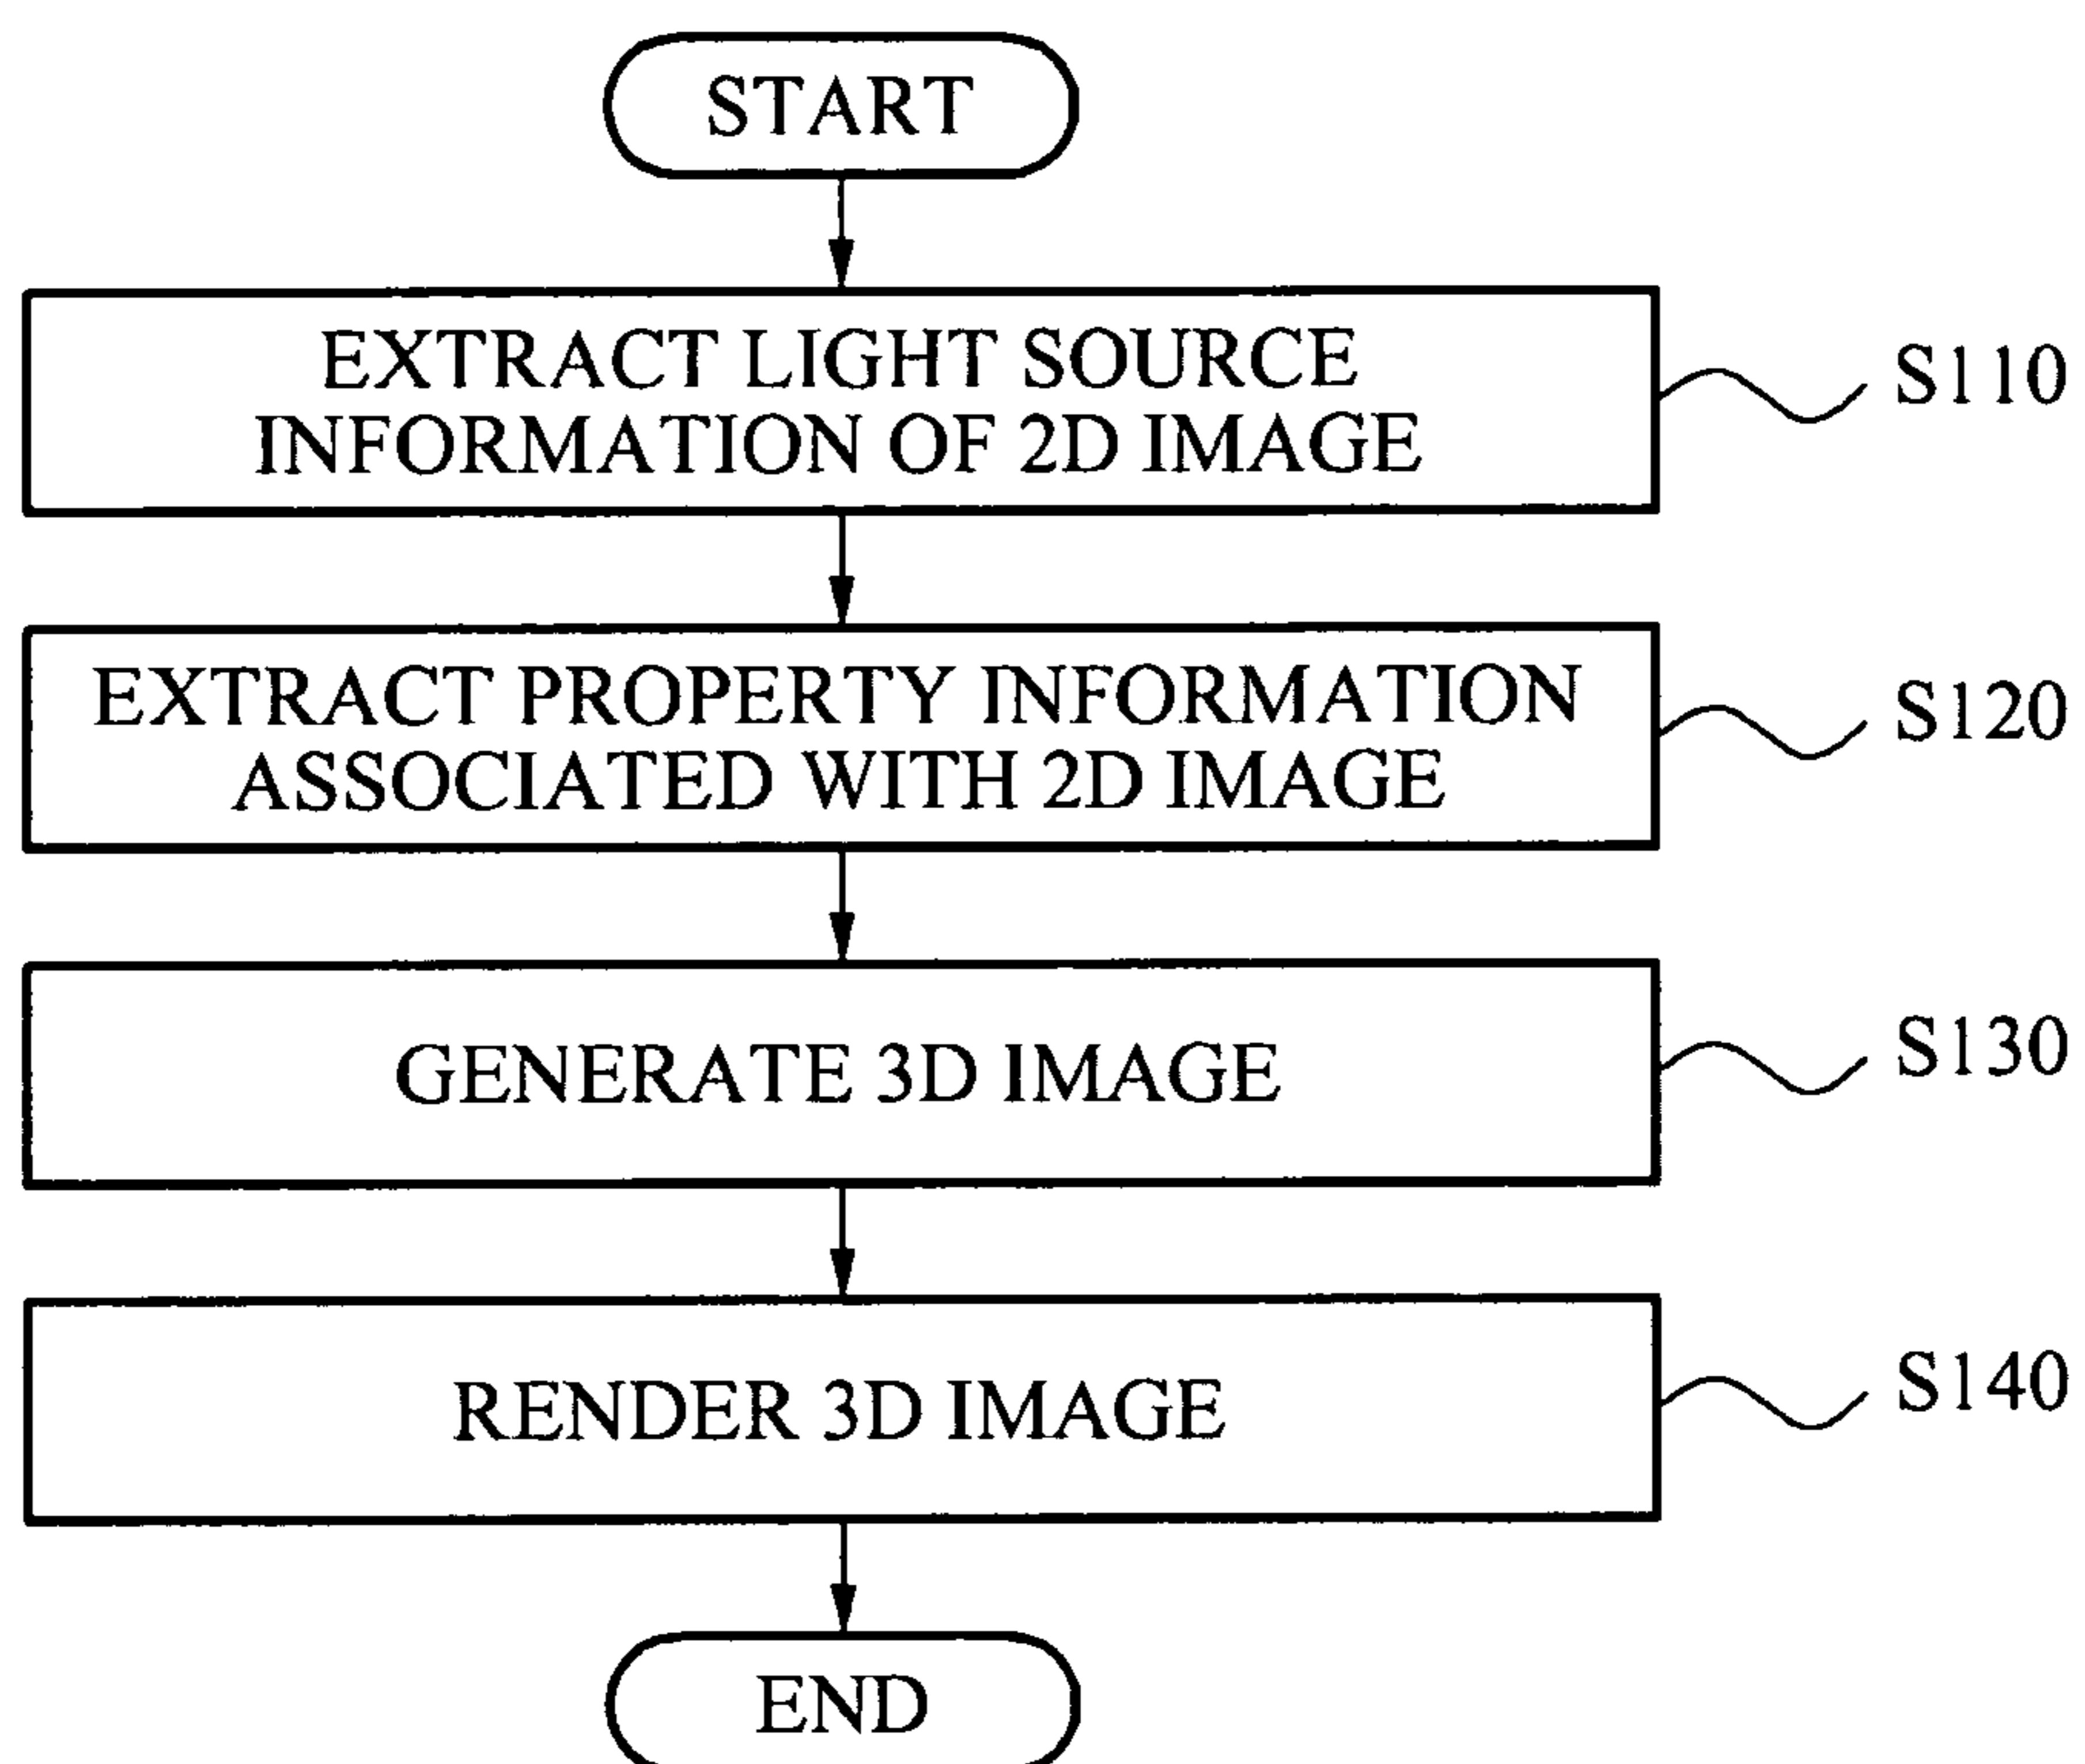 START
EXTRACT LIGHT SOURCE
INFORMATION OF 2D IMAGE
S110
EXTRACT PROPERTY INFORMATION
ASSOCIATED WITH 2D IMAGE
S120
GENERATE 3D IMAGE
S130
RENDER 3D IMAGE
S140
END